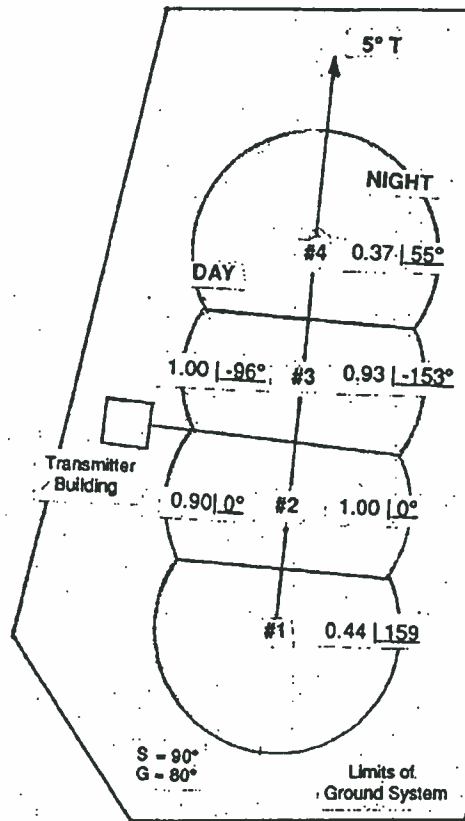 5° T
NIGHT
#4 0.37 |55°
DAY
1.00 |-96° #3 0.93 |-153°
Transmitter
Building
0.90|0° #2 1.00 |0°
#1 0.44 |159
S = 90°
G = 80°
Limits of
Ground System